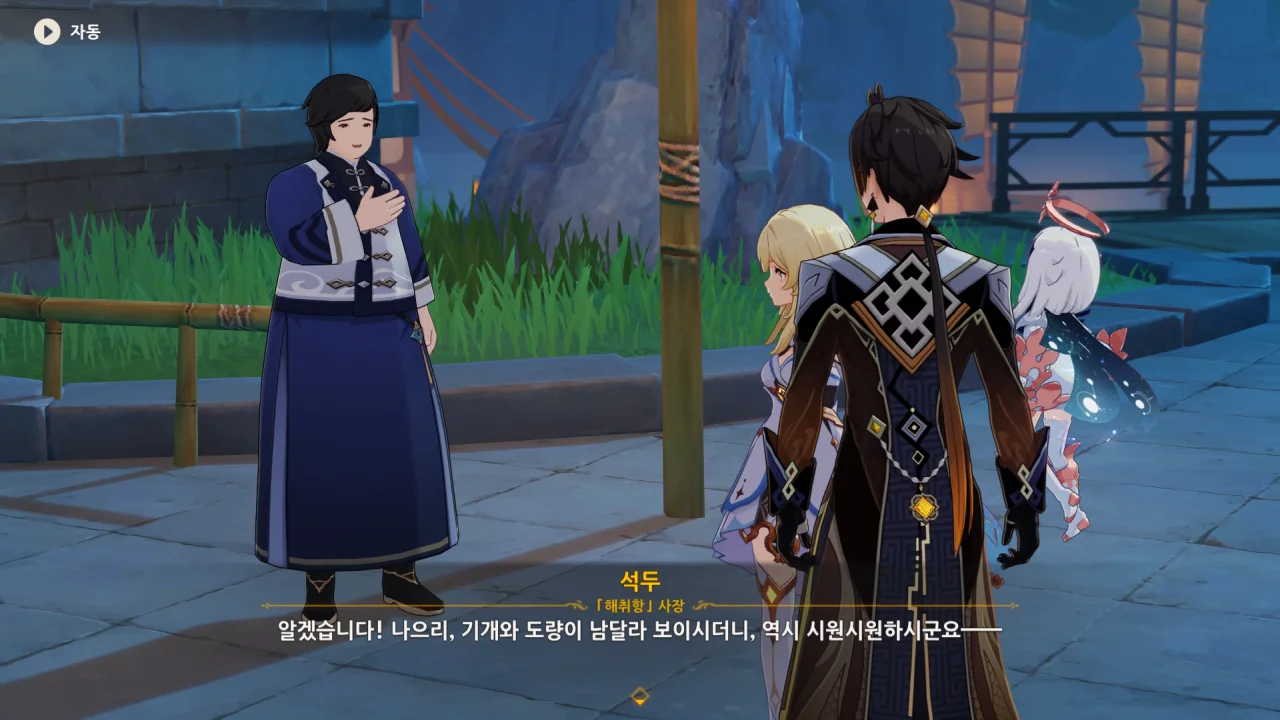 자동
석두
「해취항」 사장
알겠습니다! 나으리, 기개와 도량이 남달라 보이시더니, 역시 시원시원하시군요──